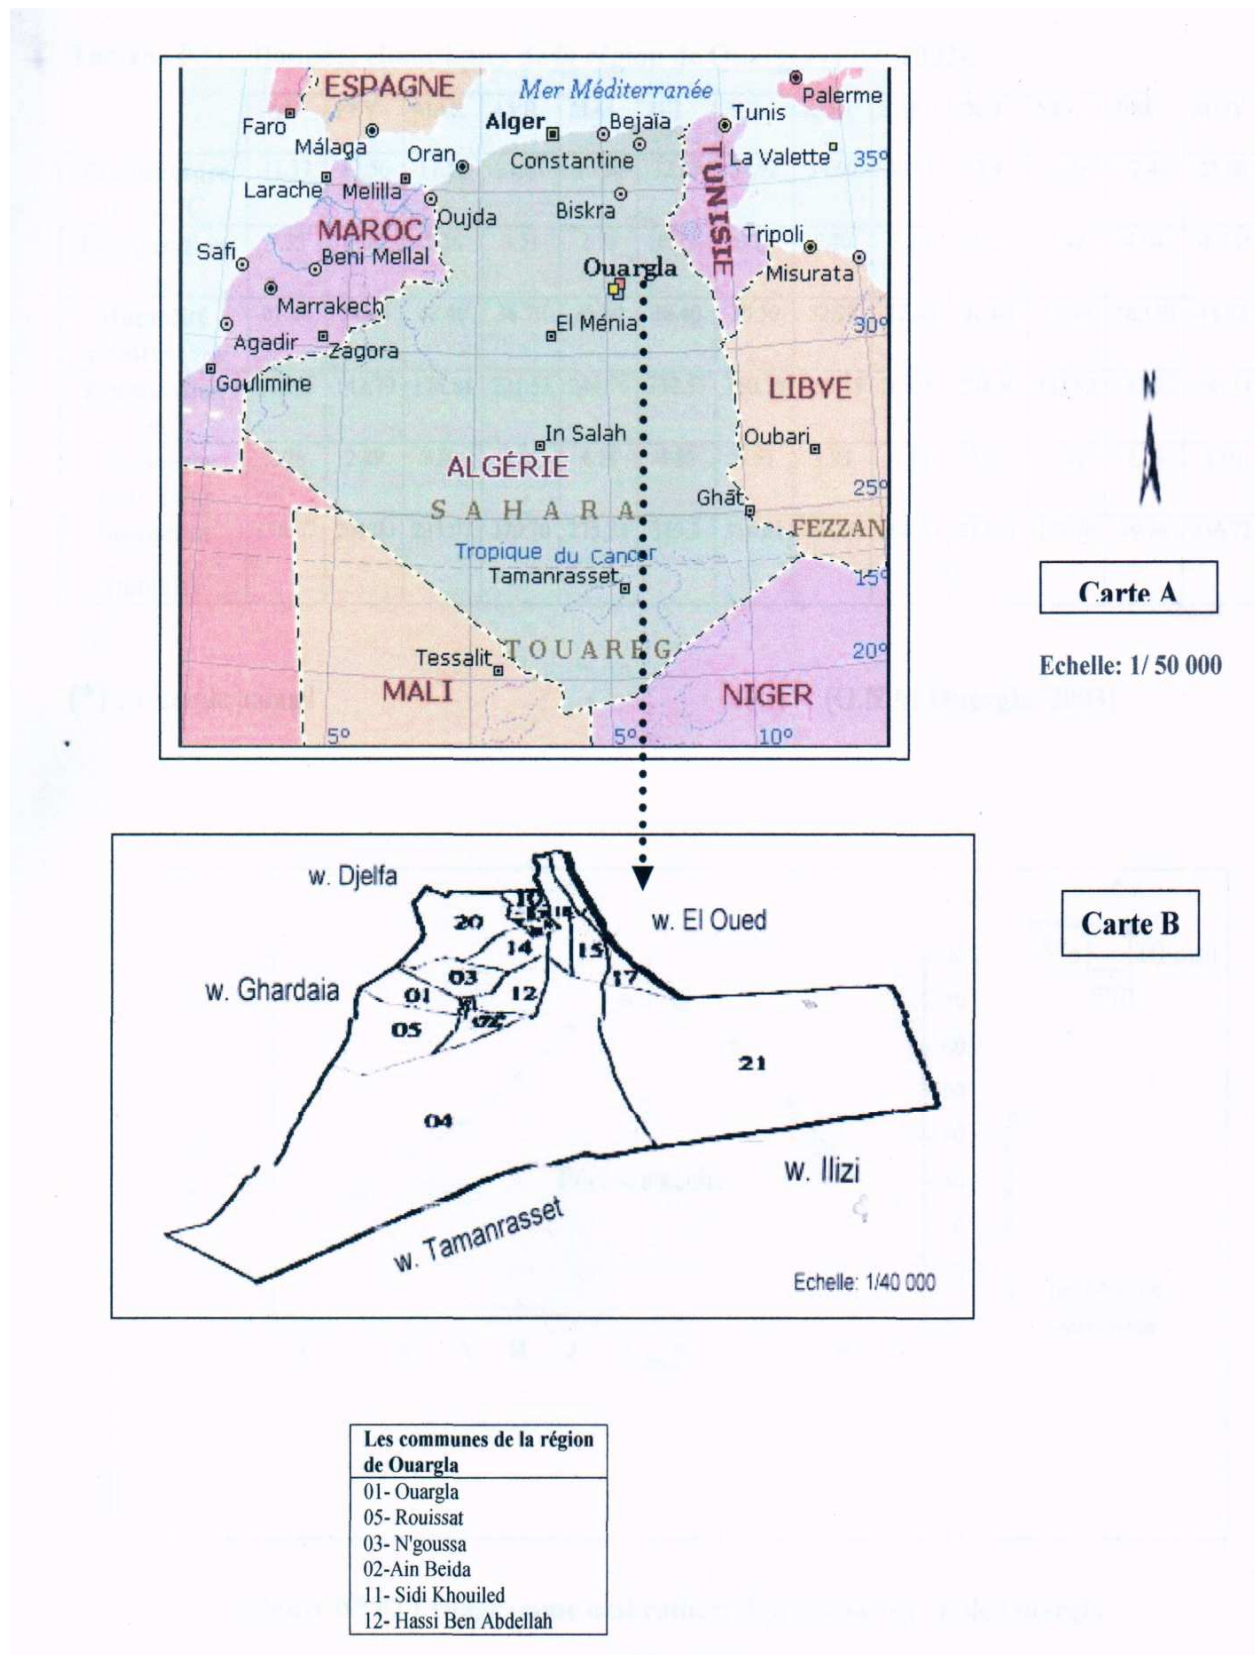 ESPAGNE
Mer Méditerranée
Palerme
Faro
Málaga
Alger
Bejaïa
Tunis
Oran
Constantine
La Valette
35°
Larache
Melilla
Biskra
TUNISIE
Oujda
MAROC
Safi
Beni Mellal
Tripoli
Misurata
Ouargla
Marrakech
El Ménia
30°
Agadir
Zagora
Goulimine
LIBYE
In Salah
Oubari
ALGÉRIE
25°
SAHARA
Ghāt
FEZZAN
Tropique du Cancer
Tamanrasset
15°
Carte A
TOUAREG
20°
Tessalit
Echelle: 1/ 50 000
MALI
NIGER
5°
5°
10°
Carte B
w. Djelfa
w. El Oued
20
14
15
17
w. Ghardaia
03
01
12
05
21
04
w. Ilizi
w. Tamanrasset
Echelle: 1/40 000
Les communes de la région
de Ouargla
01- Ouargla
05- Rouissat
03- N'goussa
02-Ain Beida
11- Sidi Khouiled
12- Hassi Ben Abdellah